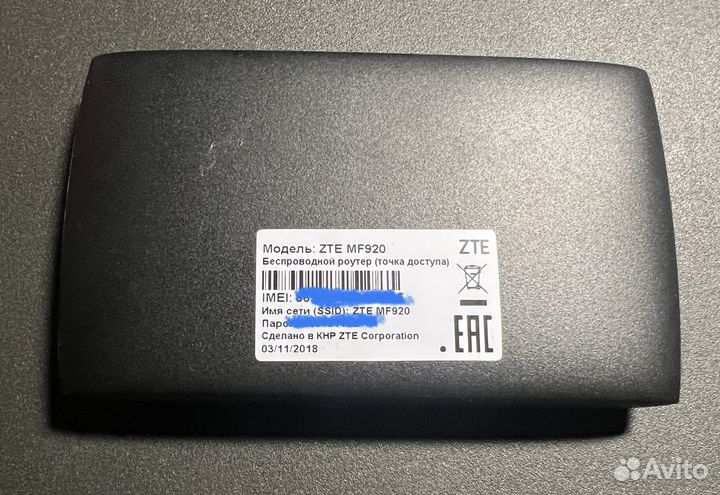 Модель: ZTE MF920
ZTE
Беспроводной роутер (точка доступа)
IMEI:
Имя сети (SSID): ZTE MF920
Сделано в КНР ZTE Corporation
03/11/2018
EAC
Avito